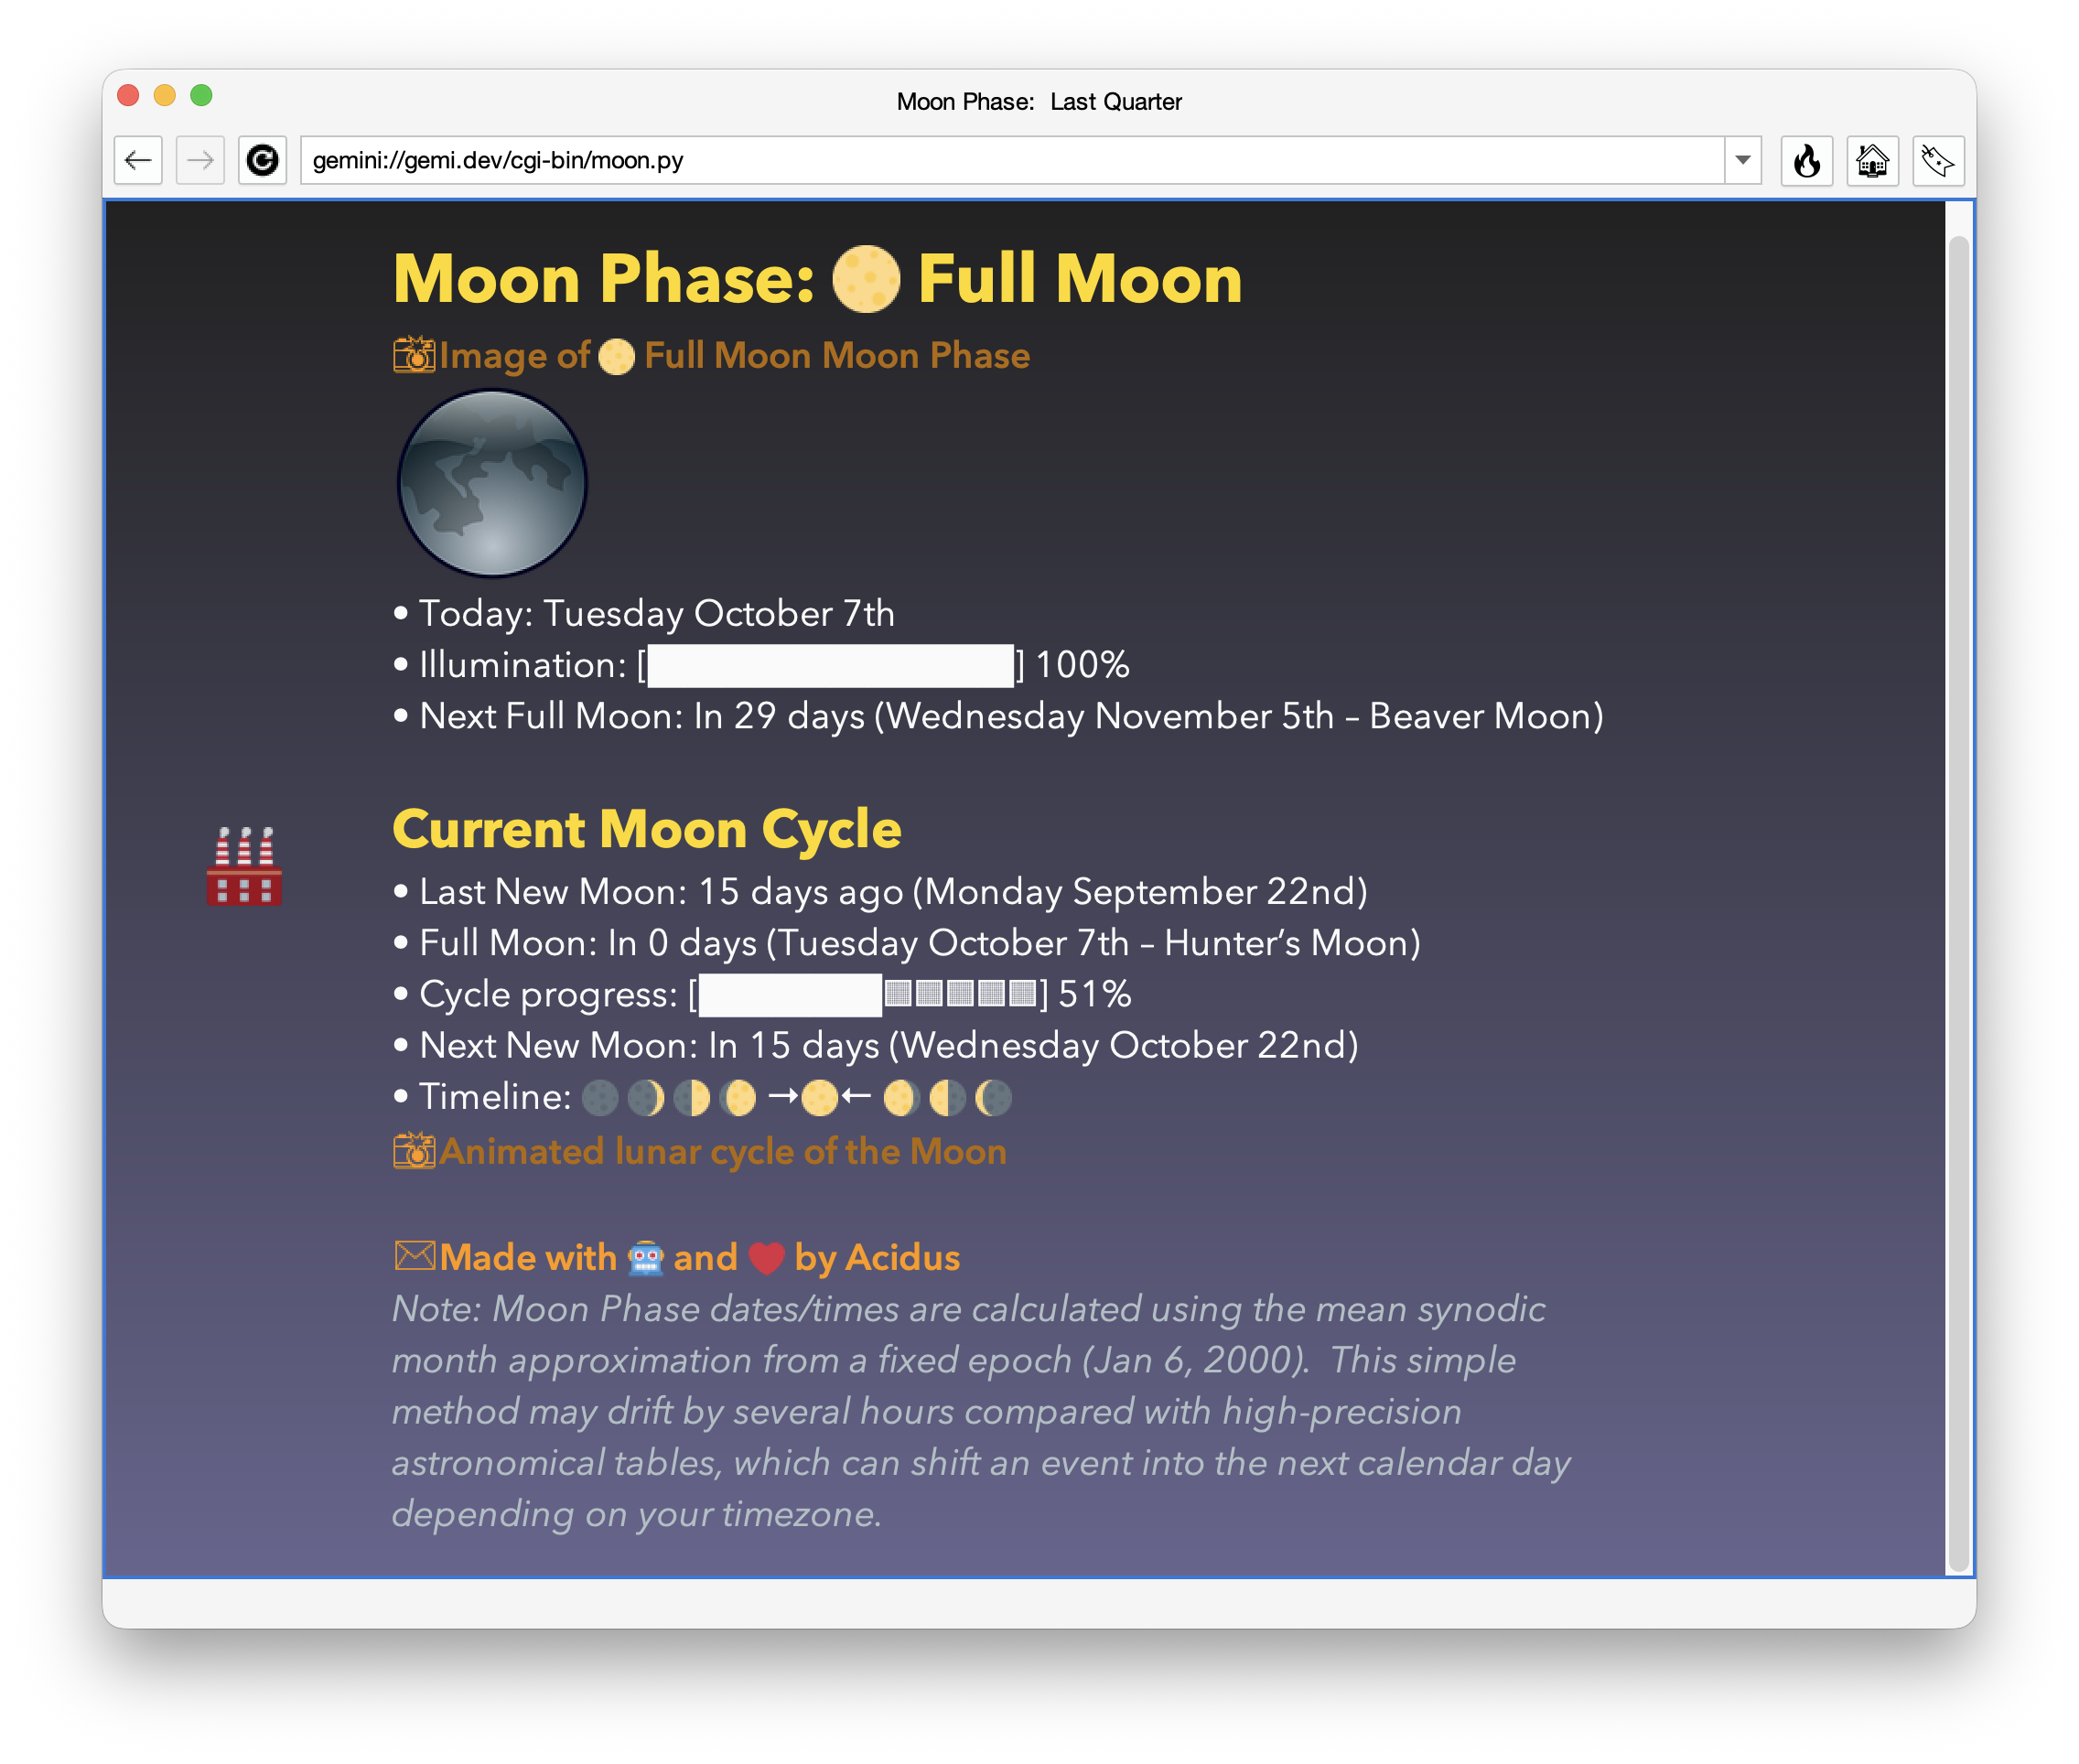 Moon Phase:  Last Quarter
gemini://gemi.dev/cgi-bin/moon.py
Moon Phase: 🌕 Full Moon
📸Image of 🌕 Full Moon Moon Phase
• Today: Tuesday October 7th
• Illumination: [██████████] 100%
• Next Full Moon: In 29 days (Wednesday November 5th – Beaver Moon)
Current Moon Cycle
• Last New Moon: 15 days ago (Monday September 22nd)
• Full Moon: In 0 days (Tuesday October 7th – Hunter’s Moon)
• Cycle progress: [█████▒▒▒▒▒] 51%
• Next New Moon: In 15 days (Wednesday October 22nd)
• Timeline: 🌑 🌒 🌓 🌔 →🌕← 🌖 🌗 🌘
📸Animated lunar cycle of the Moon
✉Made with 🤖 and ❤️ by Acidus
Note: Moon Phase dates/times are calculated using the mean synodic
month approximation from a fixed epoch (Jan 6, 2000).  This simple
method may drift by several hours compared with high-precision
astronomical tables, which can shift an event into the next calendar day
depending on your timezone.